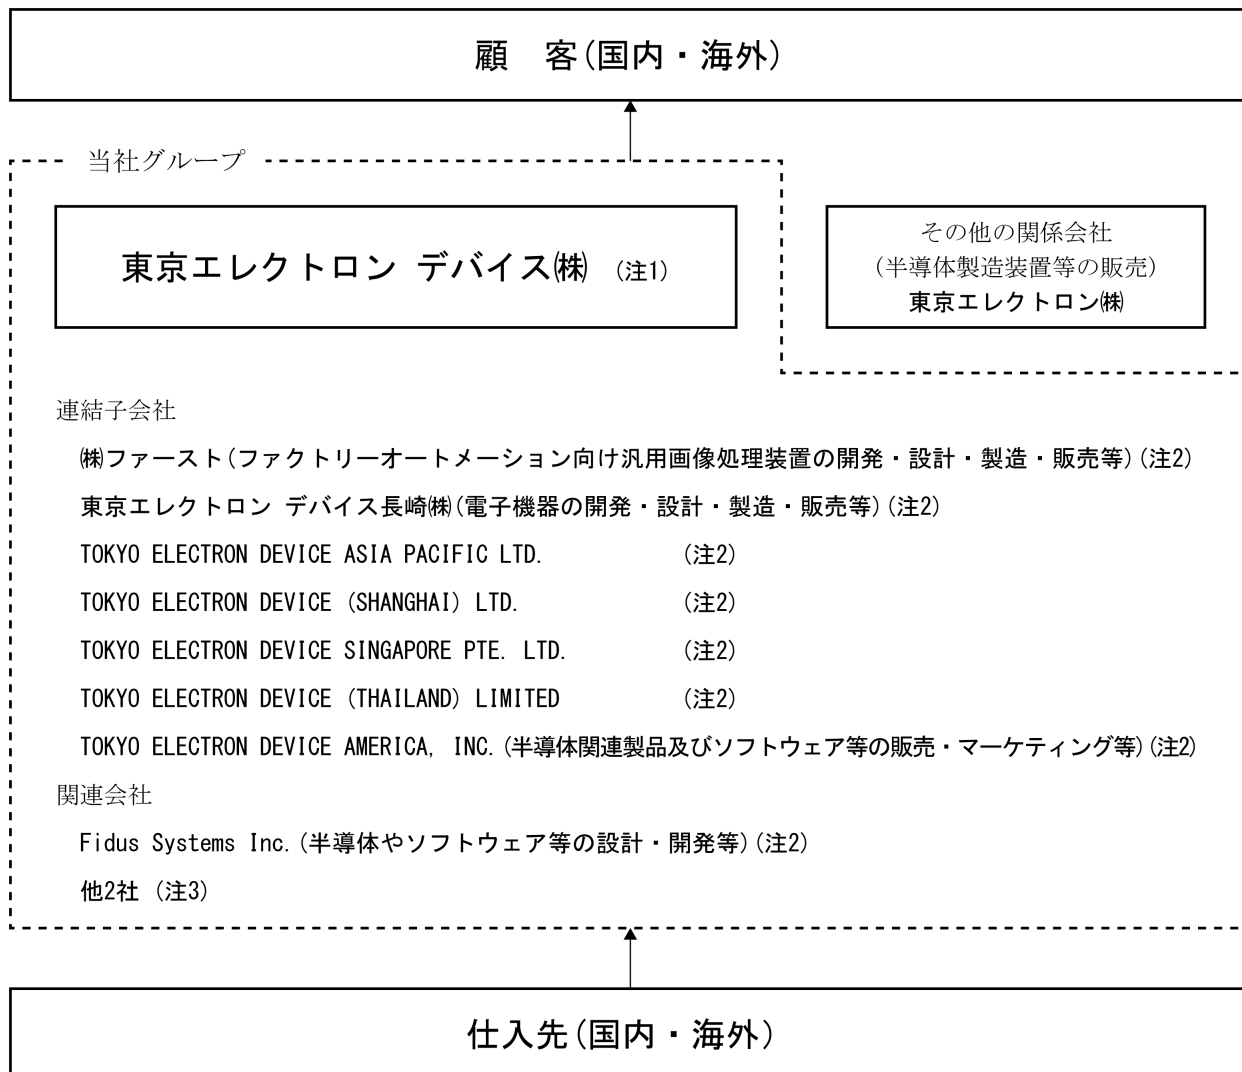 顧　客(国内・海外)
当社グループ
東京エレクトロン デバイス㈱ (注1)
その他の関係会社
(半導体製造装置等の販売)
東京エレクトロン㈱
連結子会社
㈱ファースト(ファクトリーオートメーション向け汎用画像処理装置の開発・設計・製造・販売等)(注2)
東京エレクトロン デバイス長崎㈱(電子機器の開発・設計・製造・販売等)(注2)
TOKYO ELECTRON DEVICE ASIA PACIFIC LTD. (注2)
TOKYO ELECTRON DEVICE (SHANGHAI) LTD. (注2)
TOKYO ELECTRON DEVICE SINGAPORE PTE. LTD. (注2)
TOKYO ELECTRON DEVICE (THAILAND) LIMITED (注2)
TOKYO ELECTRON DEVICE AMERICA, INC.(半導体関連製品及びソフトウェア等の販売・マーケティング等)(注2)
関連会社
Fidus Systems Inc.(半導体やソフトウェア等の設計・開発等)(注2)
他2社 (注3)
仕入先(国内・海外)